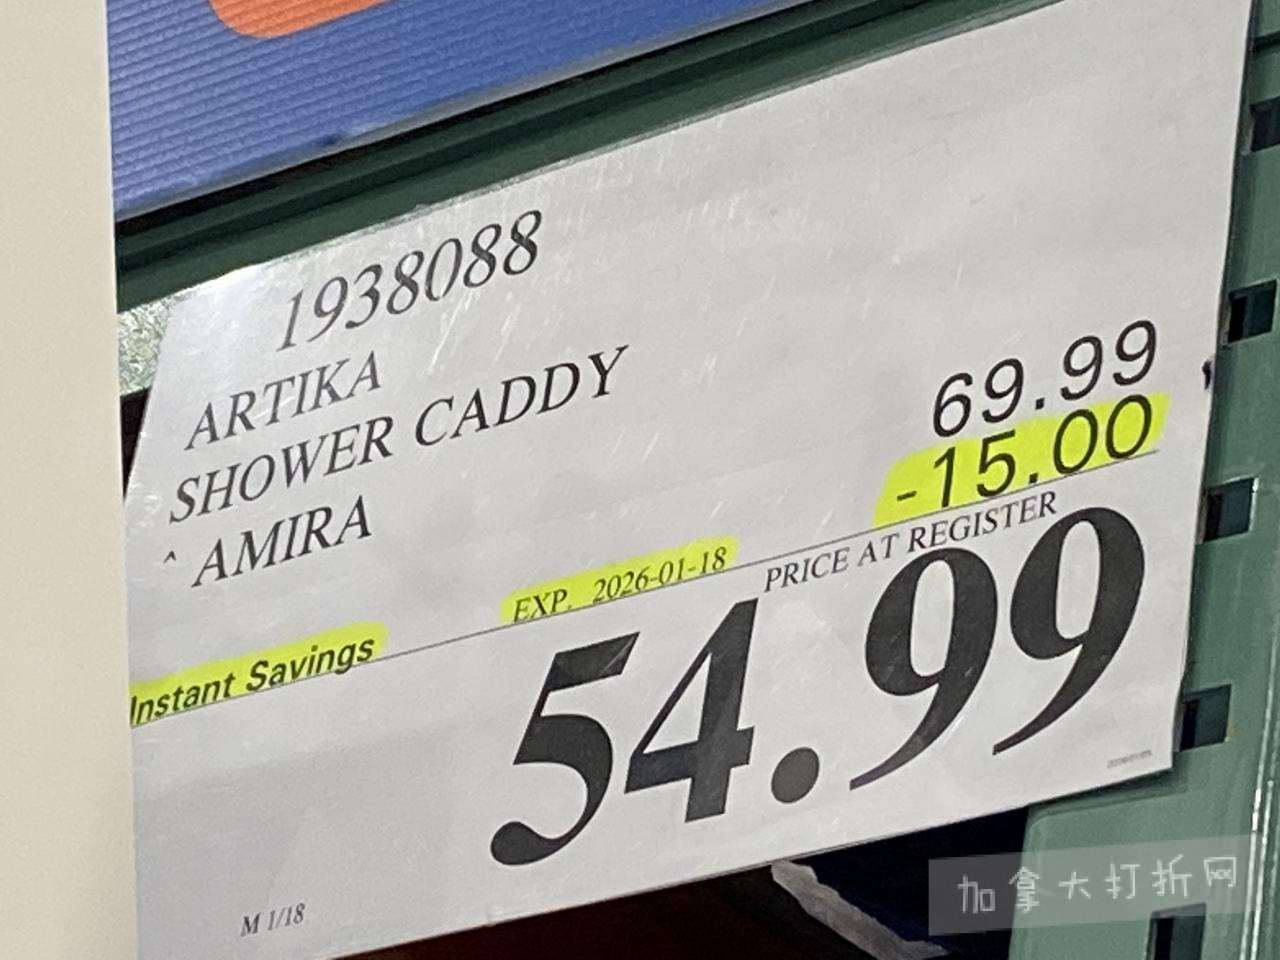 1938088
ARTIKA
SHOWER CADDY
^ AMIRA
69.99
-15.00
PRICE AT REGISTER
EXP. 2026-01-18
Instant Savings
54.99
M 1/18
加拿大打折网